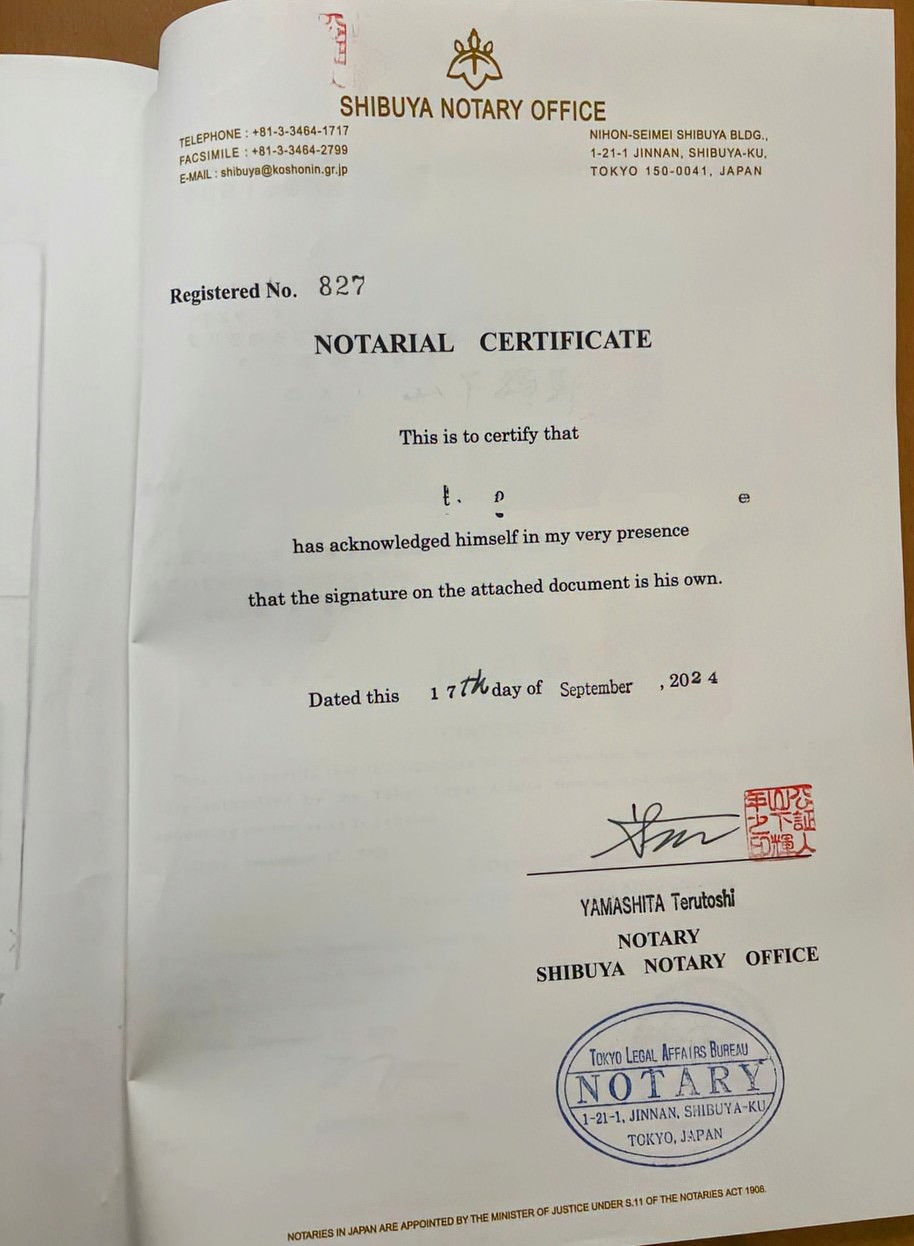 SHIBUYA NOTARY OFFICE
TELEPHONE : +81-3-3464-1717
FACSIMILE : +81-3-3464-2799
E-MAIL : shibuya@koshonin.gr.jp
NIHON-SEIMEI SHIBUYA BLDG.,
1-21-1 JINNAN, SHIBUYA-KU,
TOKYO 150-0041, JAPAN
Registered No. 827
NOTARIAL CERTIFICATE
This is to certify that
has acknowledged himself in my very presence
that the signature on the attached document is his own.
Dated this 17th day of September , 2024
公証人
山下輝
年之印
YAMASHITA Terutoshi
NOTARY
SHIBUYA NOTARY OFFICE
TOKYO LEGAL AFFAIRS BUREAU
NOTARY
1-21-1, JINNAN, SHIBUYA-KU
TOKYO, JAPAN
NOTARIES IN JAPAN ARE APPOINTED BY THE MINISTER OF JUSTICE UNDER S.11 OF THE NOTARIES ACT 1908.